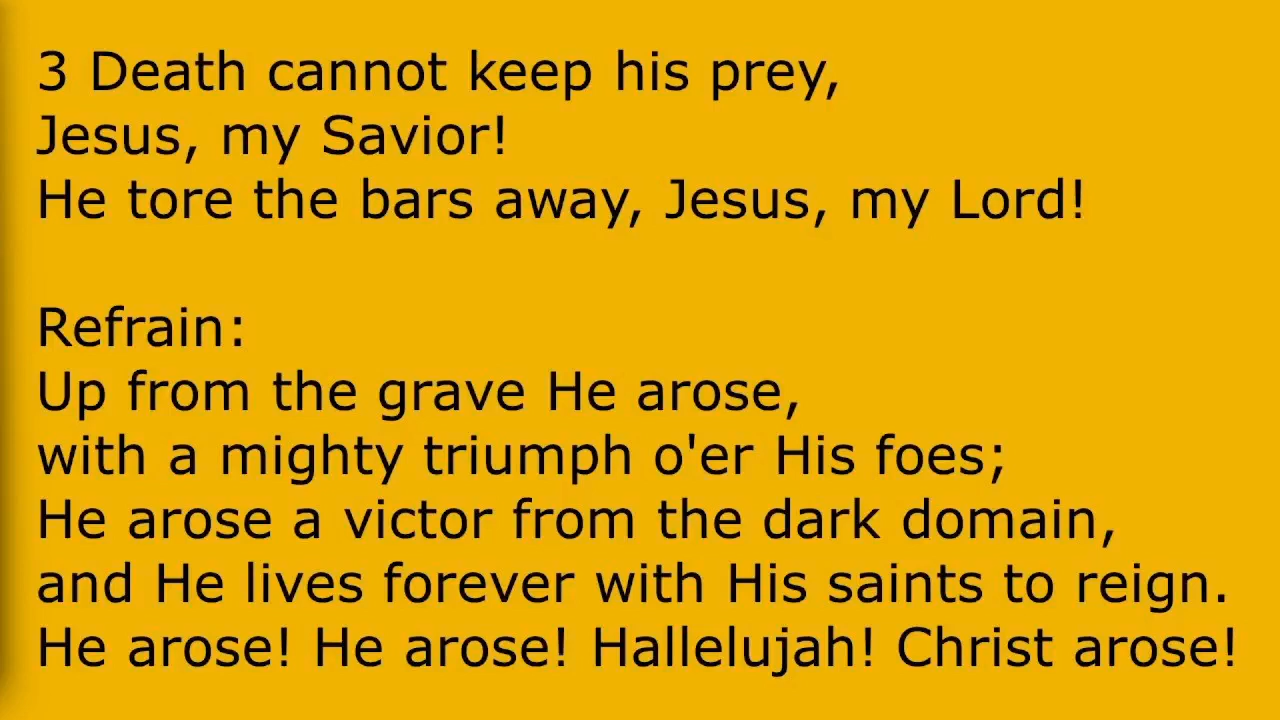 3 Death cannot keep his prey,
Jesus, my Savior!
He tore the bars away, Jesus, my Lord!
Refrain:
Up from the grave He arose,
with a mighty triumph o'er His foes;
He arose a victor from the dark domain,
and He lives forever with His saints to reign.
He arose! He arose! Hallelujah! Christ arose!